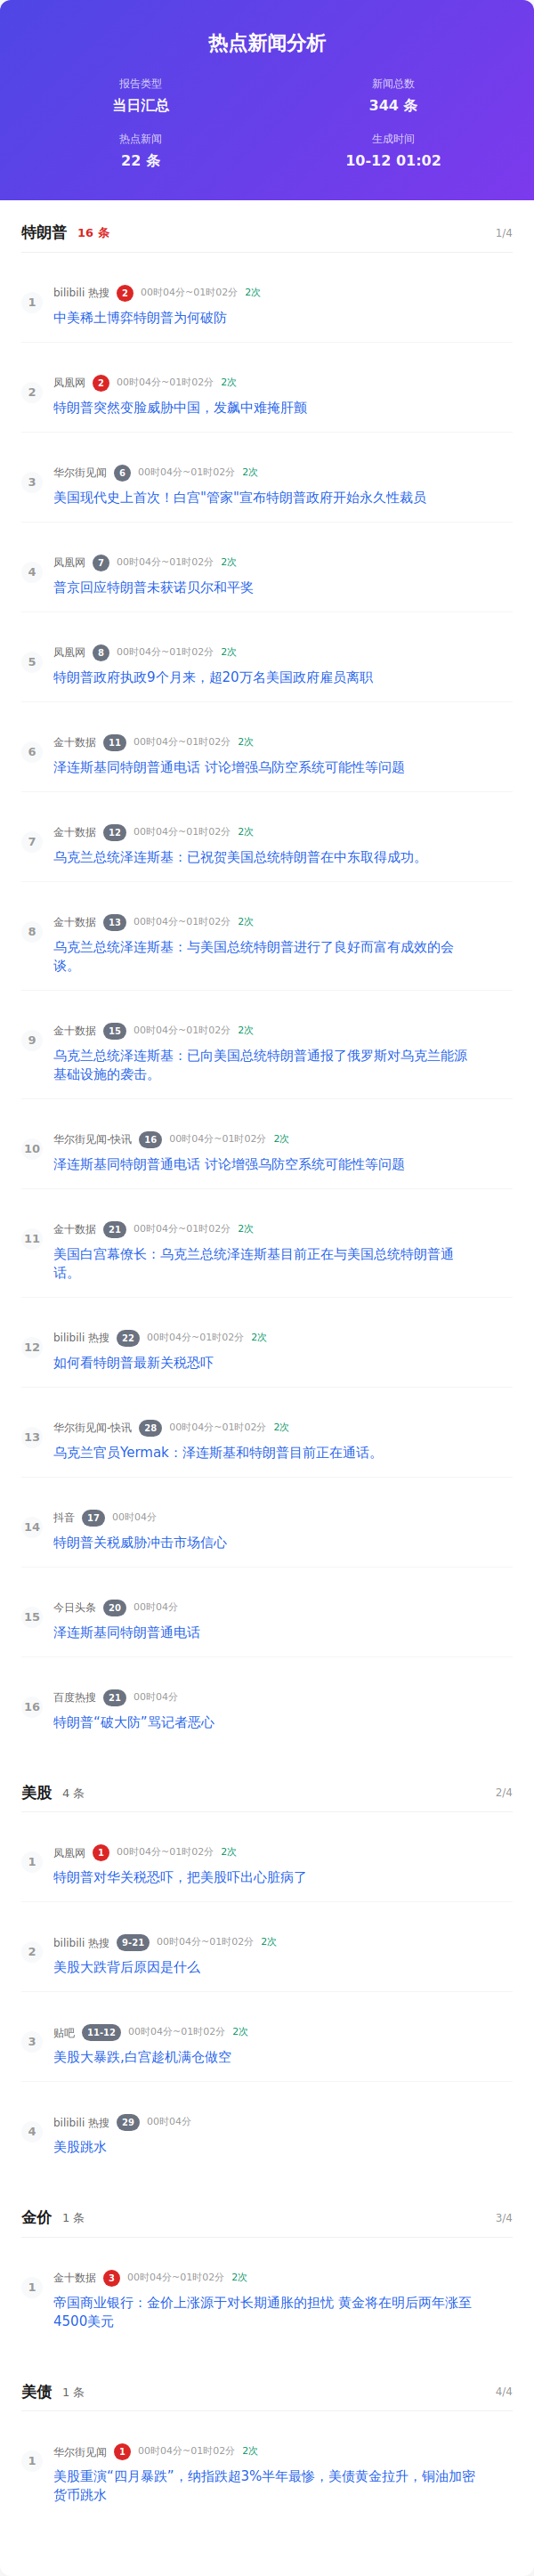 热点新闻分析
报告类型
新闻总数
当日汇总
344 条
热点新闻
生成时间
22 条
10-12 01:02
特朗普 16 条 1/4
1
bilibili 热搜 2 00时04分~01时02分 2次
中美稀土博弈特朗普为何破防
2
凤凰网 2 00时04分~01时02分 2次
特朗普突然变脸威胁中国，发飙中难掩肝颤
3
华尔街见闻 6 00时04分~01时02分 2次
美国现代史上首次！白宫"管家"宣布特朗普政府开始永久性裁员
4
凤凰网 7 00时04分~01时02分 2次
普京回应特朗普未获诺贝尔和平奖
5
凤凰网 8 00时04分~01时02分 2次
特朗普政府执政9个月来，超20万名美国政府雇员离职
6
金十数据 11 00时04分~01时02分 2次
泽连斯基同特朗普通电话 讨论增强乌防空系统可能性等问题
7
金十数据 12 00时04分~01时02分 2次
乌克兰总统泽连斯基：已祝贺美国总统特朗普在中东取得成功。
8
金十数据 13 00时04分~01时02分 2次
乌克兰总统泽连斯基：与美国总统特朗普进行了良好而富有成效的会
谈。
9
金十数据 15 00时04分~01时02分 2次
乌克兰总统泽连斯基：已向美国总统特朗普通报了俄罗斯对乌克兰能源
基础设施的袭击。
10
华尔街见闻-快讯 16 00时04分~01时02分 2次
泽连斯基同特朗普通电话 讨论增强乌防空系统可能性等问题
11
金十数据 21 00时04分~01时02分 2次
美国白宫幕僚长：乌克兰总统泽连斯基目前正在与美国总统特朗普通
话。
12
bilibili 热搜 22 00时04分~01时02分 2次
如何看特朗普最新关税恐吓
13
华尔街见闻-快讯 28 00时04分~01时02分 2次
乌克兰官员Yermak：泽连斯基和特朗普目前正在通话。
14
抖音 17 00时04分
特朗普关税威胁冲击市场信心
15
今日头条 20 00时04分
泽连斯基同特朗普通电话
16
百度热搜 21 00时04分
特朗普“破大防”骂记者恶心
美股 4 条 2/4
1
凤凰网 1 00时04分~01时02分 2次
特朗普对华关税恐吓，把美股吓出心脏病了
2
bilibili 热搜 9-21 00时04分~01时02分 2次
美股大跌背后原因是什么
3
贴吧 11-12 00时04分~01时02分 2次
美股大暴跌,白宫趁机满仓做空
4
bilibili 热搜 29 00时04分
美股跳水
金价 1 条 3/4
1
金十数据 3 00时04分~01时02分 2次
帝国商业银行：金价上涨源于对长期通胀的担忧 黄金将在明后两年涨至
4500美元
美债 1 条 4/4
1
华尔街见闻 1 00时04分~01时02分 2次
美股重演“四月暴跌”，纳指跌超3%半年最惨，美债黄金拉升，铜油加密
货币跳水